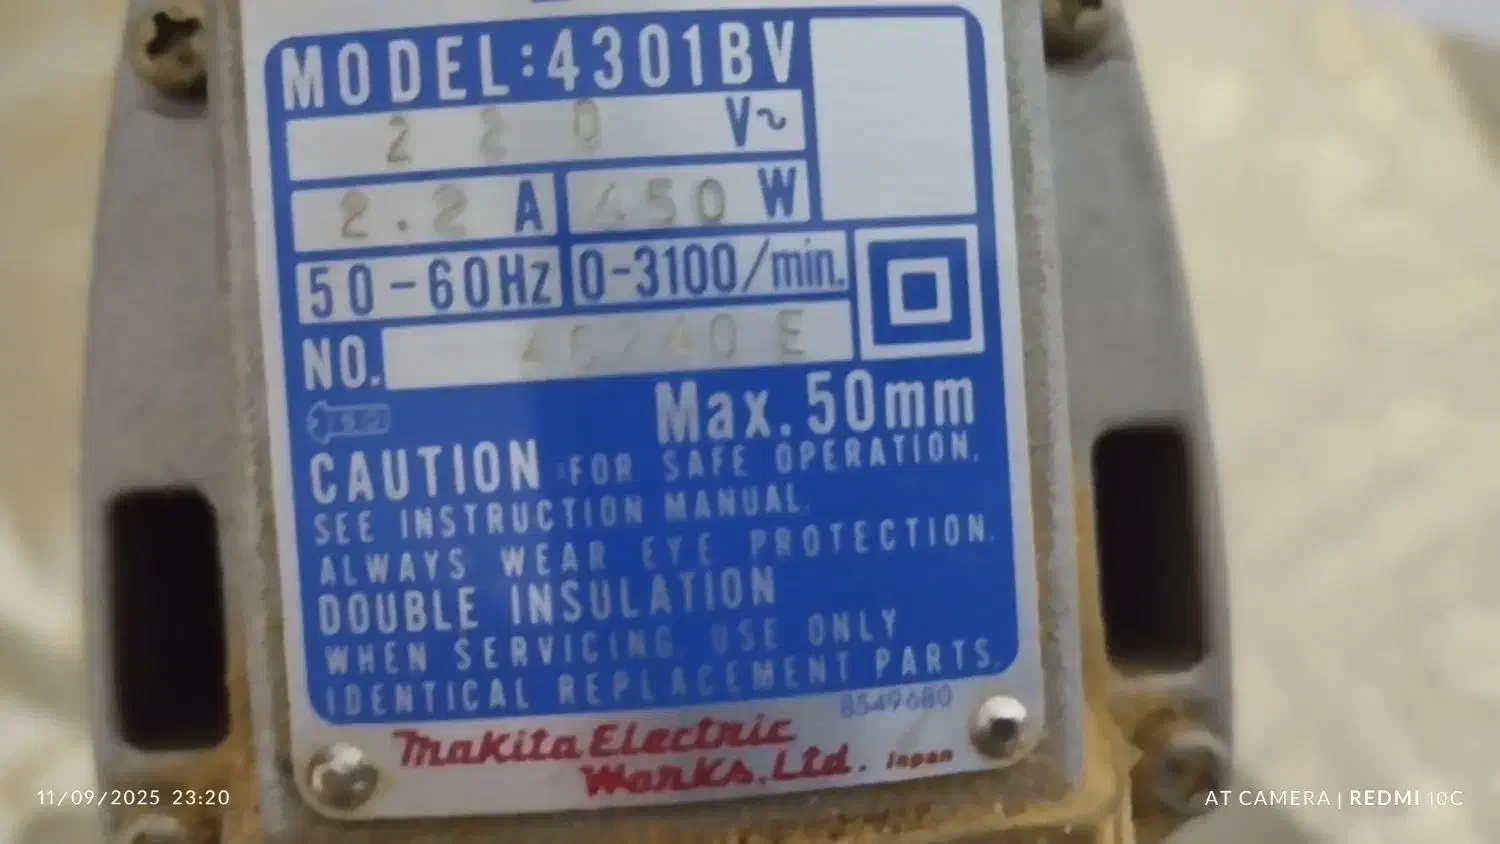 MODEL:4301BV
220 V~
2.2 A 450 W
50-60Hz 0-3100/min.
NO.
Max.50mm
CAUTION :FOR SAFE OPERATION,
SEE INSTRUCTION MANUAL.
ALWAYS WEAR EYE PROTECTION.
DOUBLE INSULATION
WHEN SERVICING USE ONLY
IDENTICAL REPLACEMENT PARTS.
8549680
Makita Electric
Works, Ltd. Japan
11/09/2025 23:20
AT CAMERA | REDMI 10C